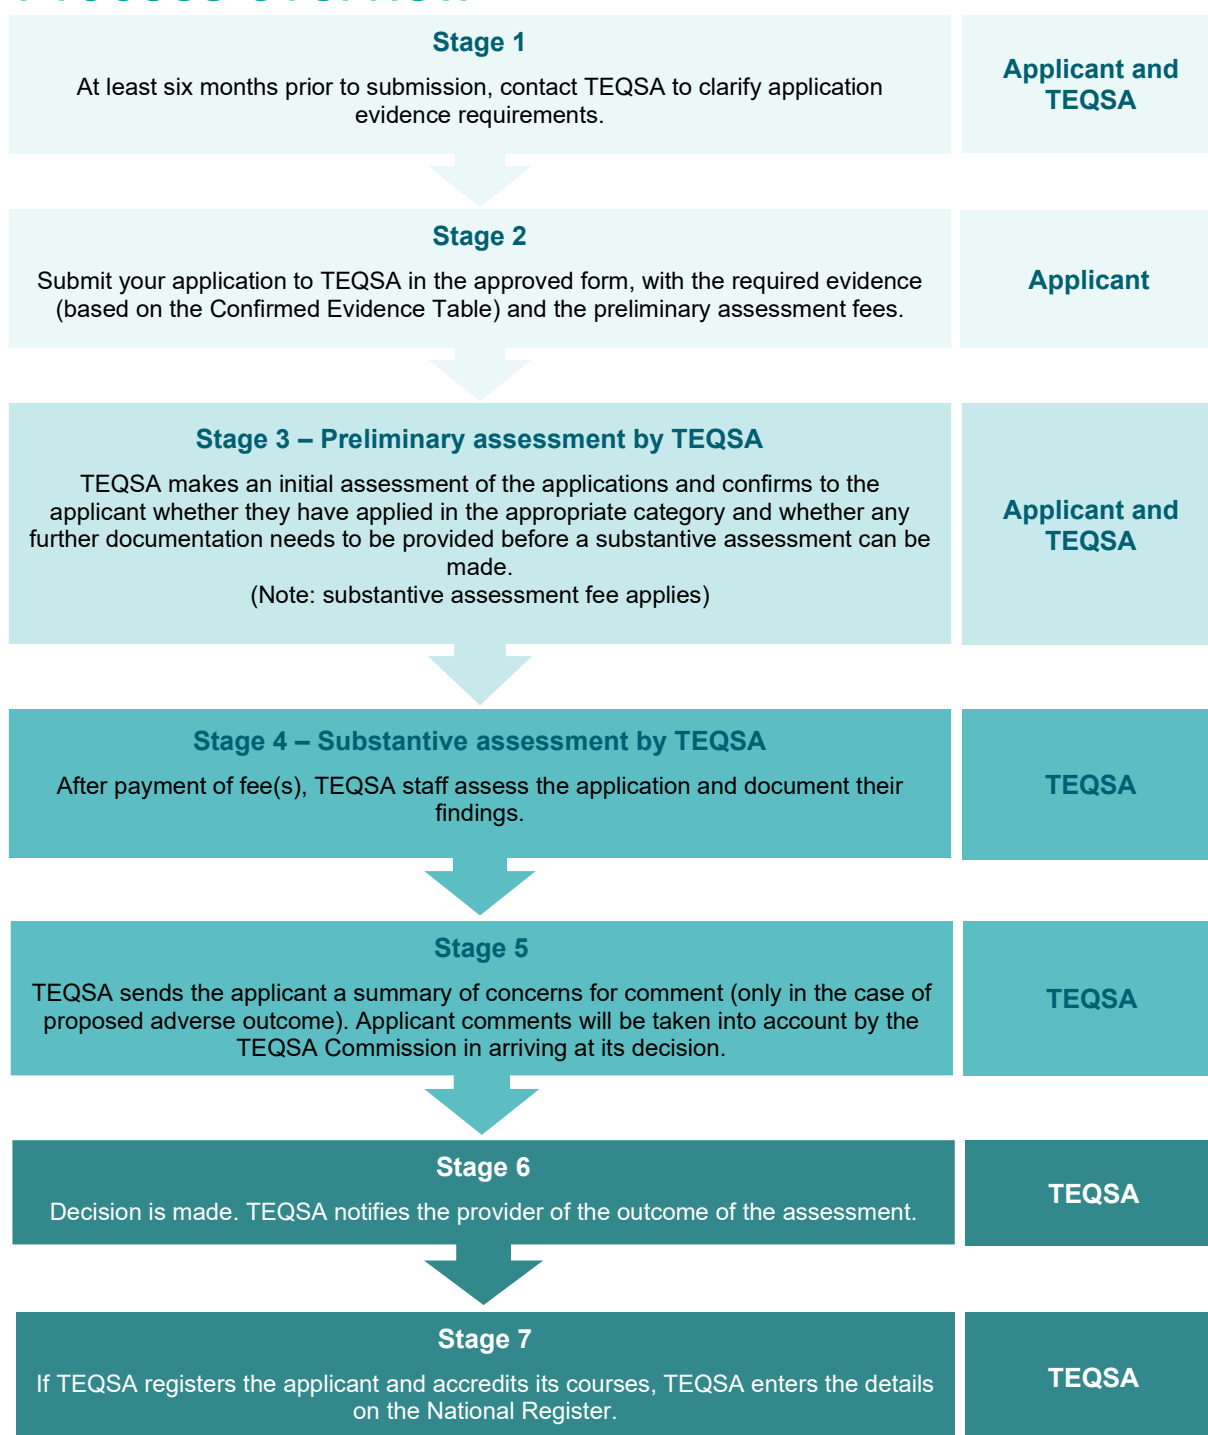 Stage 1
At least six months prior to submission, contact TEQSA to clarify application
evidence requirements.
Applicant and
TEQSA
Stage 2
Submit your application to TEQSA in the approved form, with the required evidence
(based on the Confirmed Evidence Table) and the preliminary assessment fees.
Applicant
Stage 3 – Preliminary assessment by TEQSA
TEQSA makes an initial assessment of the applications and confirms to the
applicant whether they have applied in the appropriate category and whether any
further documentation needs to be provided before a substantive assessment can be
made.
(Note: substantive assessment fee applies)
Applicant and
TEQSA
Stage 4 – Substantive assessment by TEQSA
After payment of fee(s), TEQSA staff assess the application and document their
findings.
TEQSA
Stage 5
TEQSA sends the applicant a summary of concerns for comment (only in the case of
proposed adverse outcome). Applicant comments will be taken into account by the
TEQSA Commission in arriving at its decision.
TEQSA
Stage 6
Decision is made. TEQSA notifies the provider of the outcome of the assessment.
TEQSA
Stage 7
If TEQSA registers the applicant and accredits its courses, TEQSA enters the details
on the National Register.
TEQSA